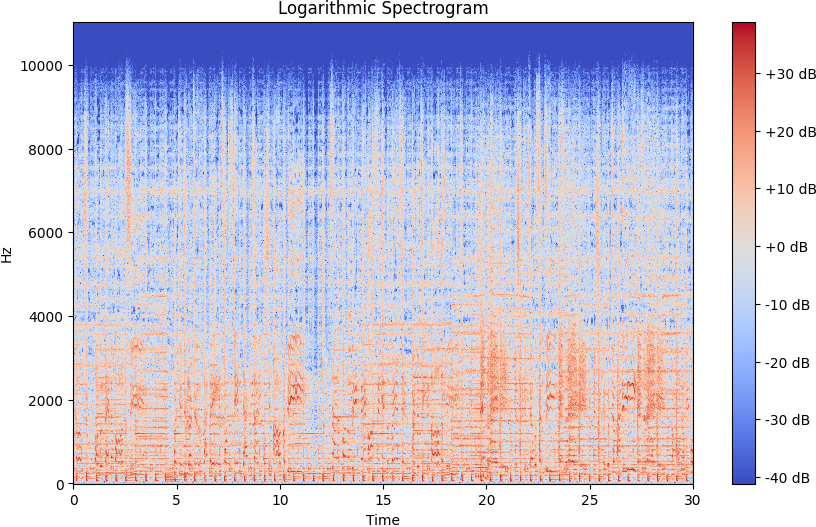 Logarithmic Spectrogram
Hz
10000
8000
6000
4000
2000
0
0 5 10 15 20 25 30
Time
+30 dB
+20 dB
+10 dB
+0 dB
-10 dB
-20 dB
-30 dB
-40 dB